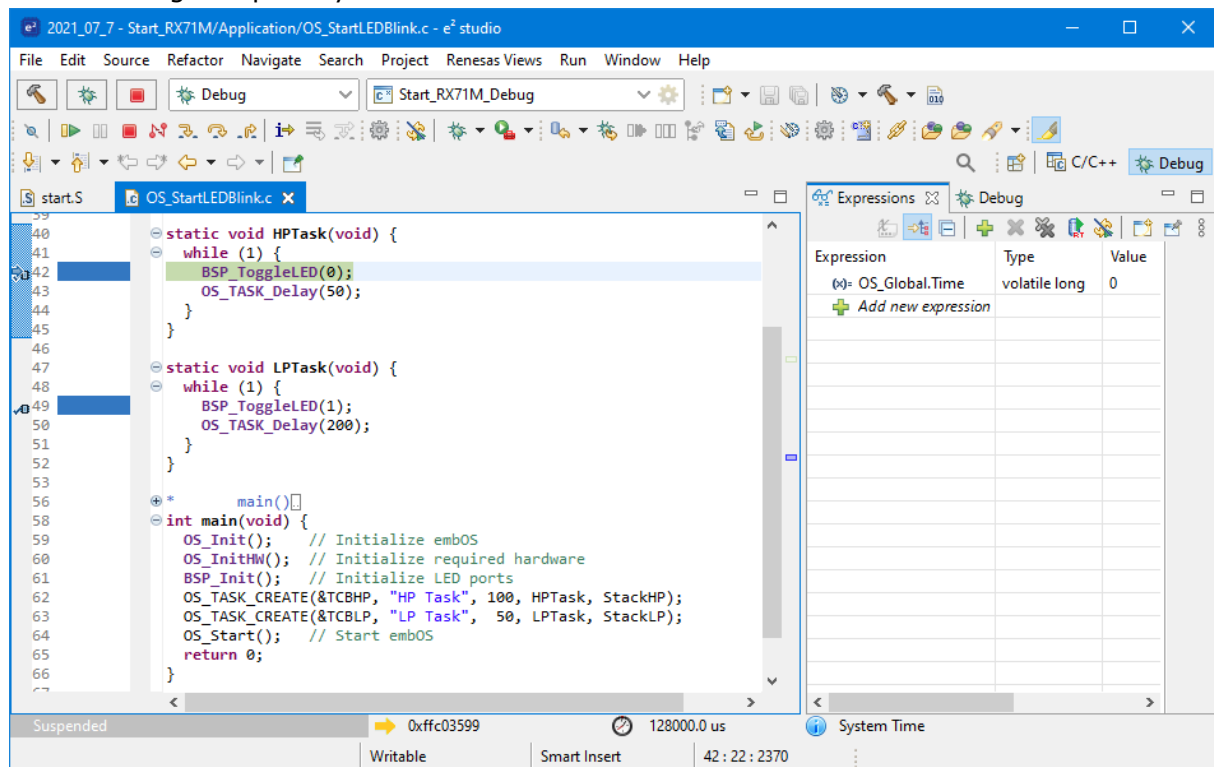 2021_07_7 - Start_RX71M/Application/OS_StartLEDBlink.c - e² studio
File Edit Source Refactor Navigate Search Project Renesas Views Run Window Help
Debug Start_RX71M_Debug
C/C++ Debug
start.S OS_StartLEDBlink.c Expressions Debug
Expression Type Value
(x)= OS_Global.Time volatile long 0
Add new expression
40 static void HPTask(void) {
41 while (1) {
42 BSP_ToggleLED(0);
43 OS_TASK_Delay(50);
44 }
45 }
46
47 static void LPTask(void) {
48 while (1) {
49 BSP_ToggleLED(1);
50 OS_TASK_Delay(200);
51 }
52 }
53
56 * main()
58 int main(void) {
59 OS_Init(); // Initialize embOS
60 OS_InitHW(); // Initialize required hardware
61 BSP_Init(); // Initialize LED ports
62 OS_TASK_CREATE(&TCBHP, "HP Task", 100, HPTask, StackHP);
63 OS_TASK_CREATE(&TCBLP, "LP Task", 50, LPTask, StackLP);
64 OS_Start(); // Start embOS
65 return 0;
66 }
Suspended 0xffc03599 128000.0 us System Time
Writable Smart Insert 42 : 22 : 2370